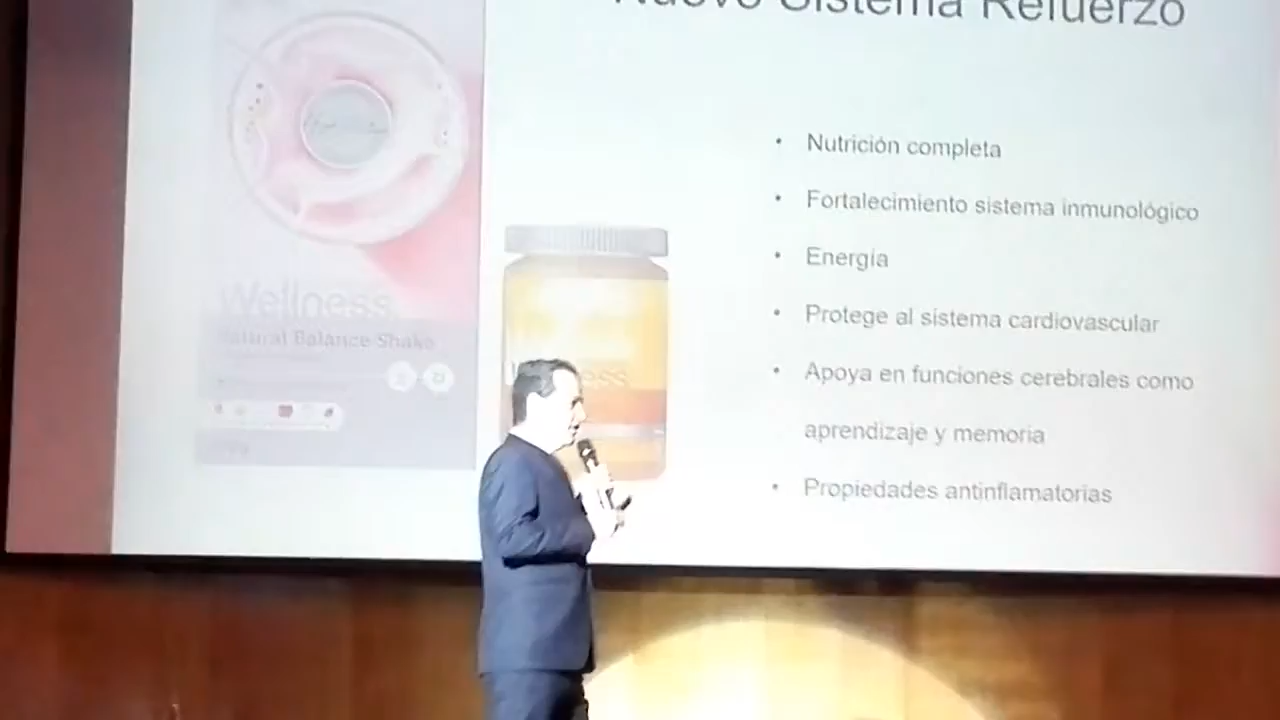 Nuevo Sistema Refuerzo
• Nutrición completa
• Fortalecimiento sistema inmunológico
• Energía
• Protege al sistema cardiovascular
• Apoya en funciones cerebrales como
aprendizaje y memoria
• Propiedades antinflamatorias
Wellness
Natural Balance Shake